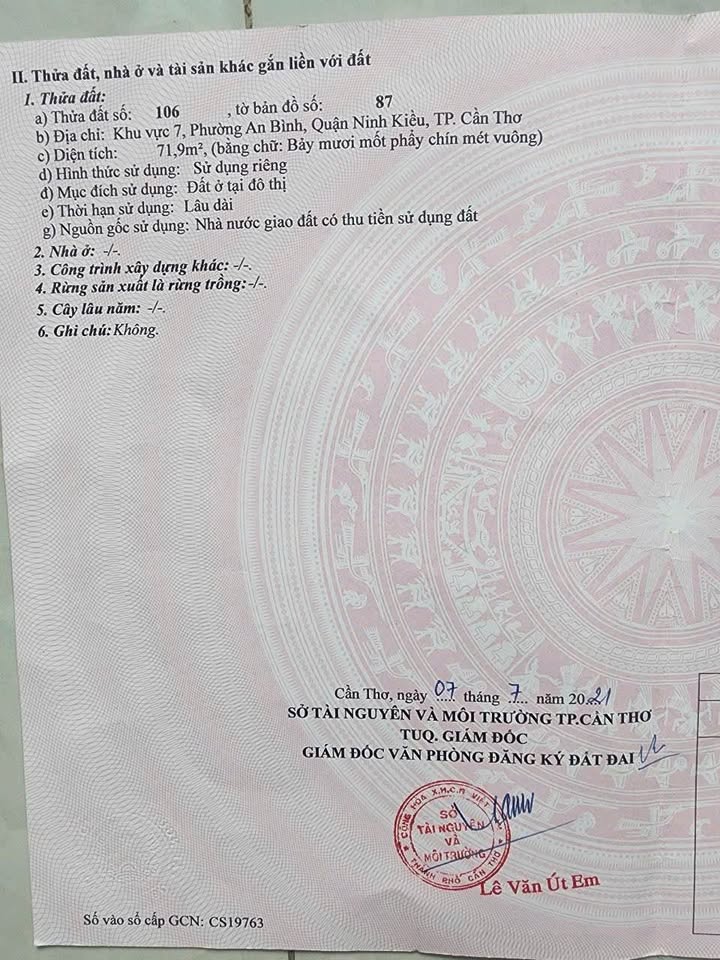 II. Thửa đất, nhà ở và tài sản khác gắn liền với đất
1. Thửa đất:
a) Thửa đất số: 106 , tờ bản đồ số: 87
b) Địa chỉ: Khu vực 7, Phường An Bình, Quận Ninh Kiều, TP. Cần Thơ
c) Diện tích: 71,9m², (bằng chữ: Bảy mươi mốt phẩy chín mét vuông)
d) Hình thức sử dụng: Sử dụng riêng
đ) Mục đích sử dụng: Đất ở tại đô thị
e) Thời hạn sử dụng: Lâu dài
g) Nguồn gốc sử dụng: Nhà nước giao đất có thu tiền sử dụng đất
2. Nhà ở: -/-.
3. Công trình xây dựng khác: -/-.
4. Rừng sản xuất là rừng trồng: -/-.
5. Cây lâu năm: -/-.
6. Ghi chú: Không.
Cần Thơ, ngày 07 tháng 7 năm 2021
SỞ TÀI NGUYÊN VÀ MÔI TRƯỜNG TP.CẦN THƠ
TUQ. GIÁM ĐỐC
GIÁM ĐỐC VĂN PHÒNG ĐĂNG KÝ ĐẤT ĐAI
CỘNG HÒA X.H.C.N VIỆT
SỞ
TÀI NGUYÊN
VÀ
MÔI TRƯỜNG
THÀNH PHỐ CẦN THƠ
Lê Văn Út Em
Số vào sổ cấp GCN: CS19763